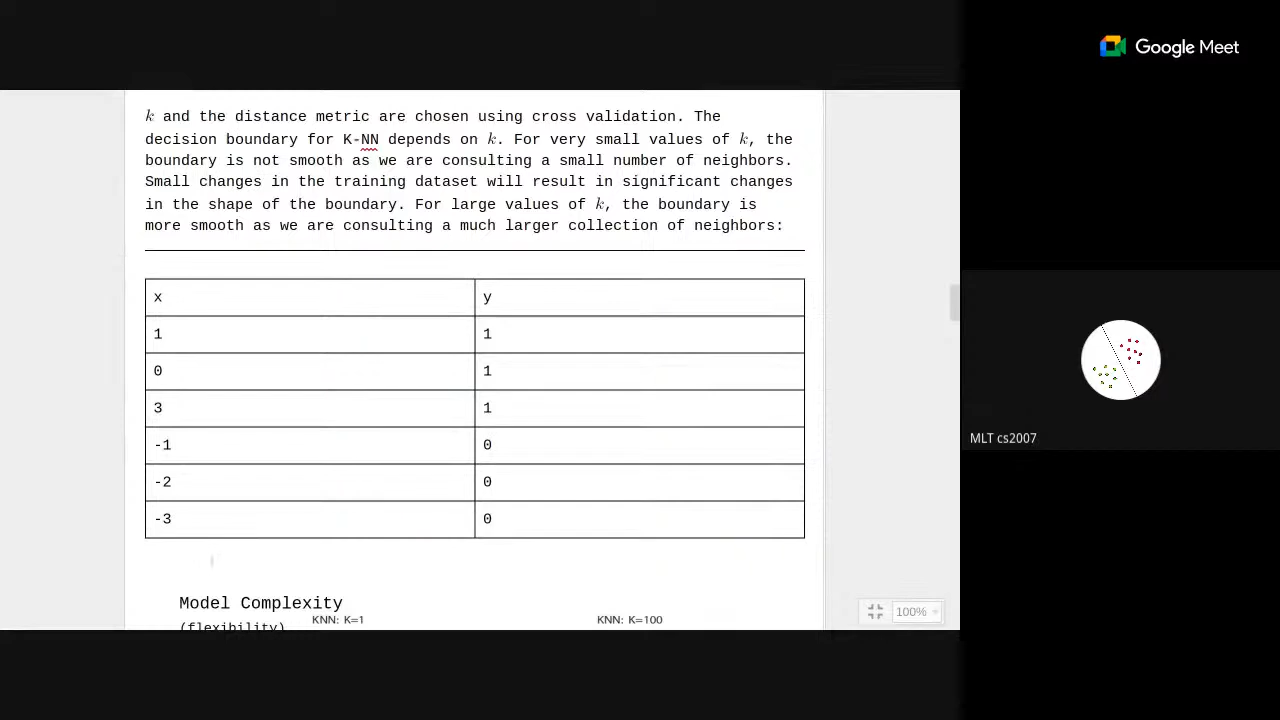 Google Meet
k and the distance metric are chosen using cross validation. The
decision boundary for K-NN depends on k. For very small values of k, the
boundary is not smooth as we are consulting a small number of neighbors.
Small changes in the training dataset will result in significant changes
in the shape of the boundary. For large values of k, the boundary is
more smooth as we are consulting a much larger collection of neighbors:
x y
1 1
0 1
3 1
-1 0
-2 0
-3 0
Model Complexity
(flexibility)
KNN: K=1 KNN: K=100
100%
MLT cs2007